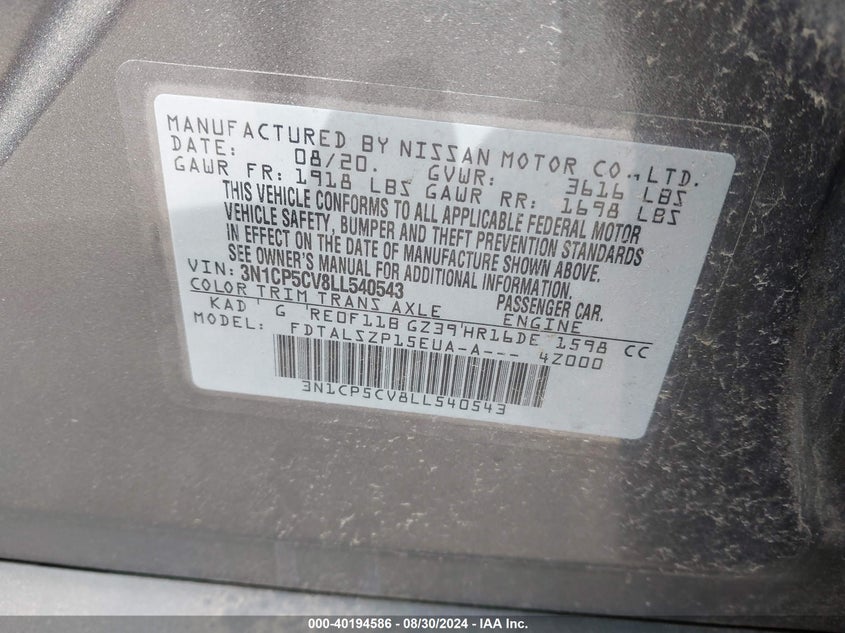 MANUFACTURED BY NISSAN MOTOR CO.,LTD.
DATE: 08/20. GVWR: 3616 LBS
GAWR FR: 1918 LBS GAWR RR: 1698 LBS
THIS VEHICLE CONFORMS TO ALL APPLICABLE FEDERAL MOTOR
VEHICLE SAFETY, BUMPER AND THEFT PREVENTION STANDARDS
IN EFFECT ON THE DATE OF MANUFACTURE SHOWN ABOVE.
SEE OWNER'S MANUAL FOR ADDITIONAL INFORMATION.
VIN: 3N1CP5CV8LL540543 PASSENGER CAR.
COLOR TRIM TRANS AXLE ENGINE
KAD G RE0F11B GZ39 HR16DE 1598 CC
MODEL: FDTALSZP15EUA-A--- 4Z000
3N1CP5CV8LL540543
000-40194586 - 08/30/2024 - IAA Inc.